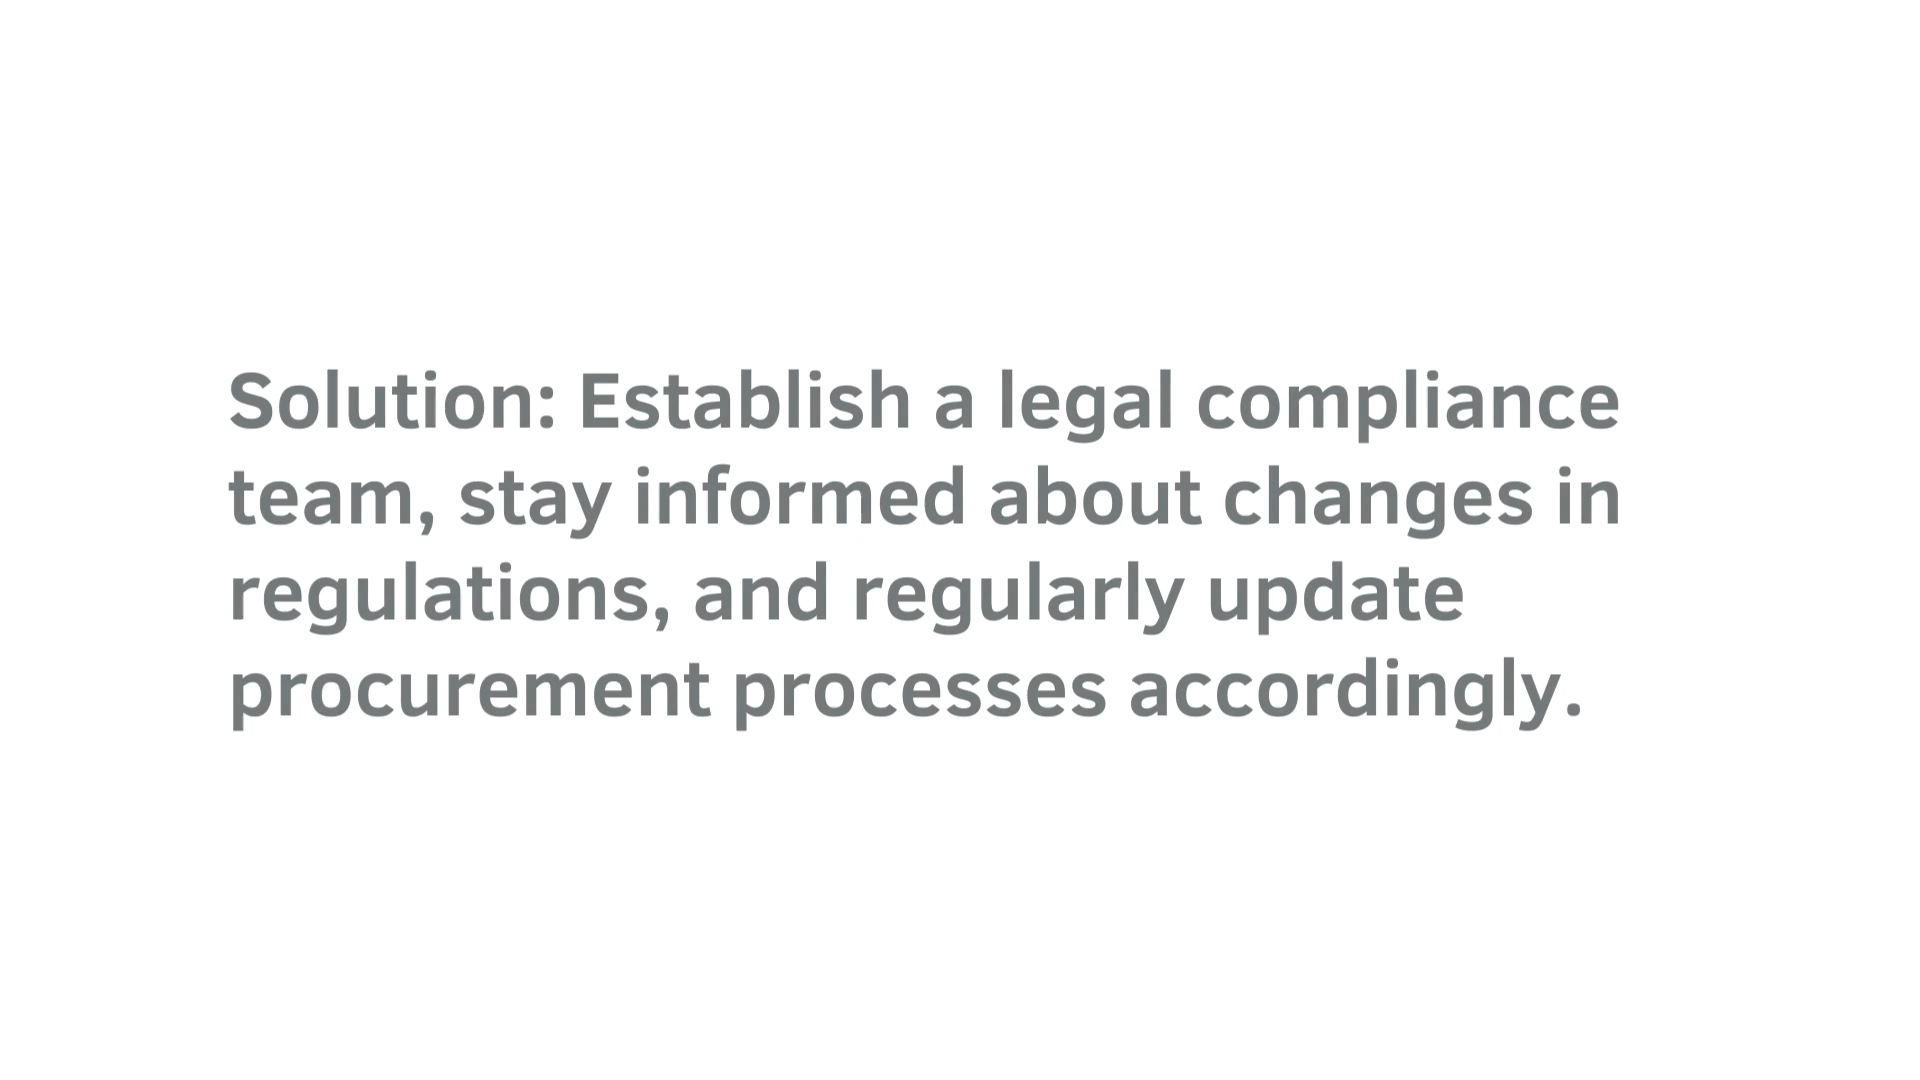 Solution: Establish a legal compliance
team, stay informed about changes in
regulations, and regularly update
procurement processes accordingly.